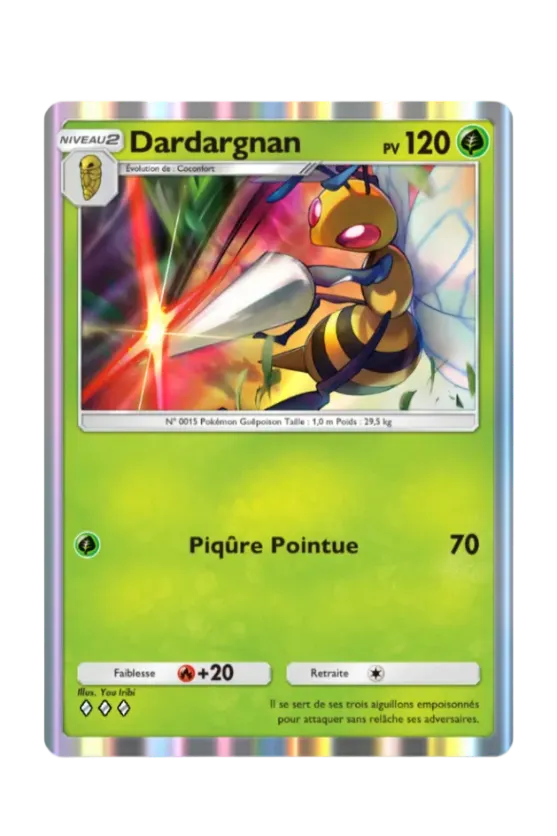 NIVEAU2 Dardargnan PV 120
Évolution de : Coconfort
N° 0015 Pokémon Guêpoison Taille : 1,0 m Poids : 29,5 kg
Piqûre Pointue 70
Faiblesse +20 Retraite
Illus. You Iribi
Il se sert de ses trois aiguillons empoisonnés
pour attaquer sans relâche ses adversaires.